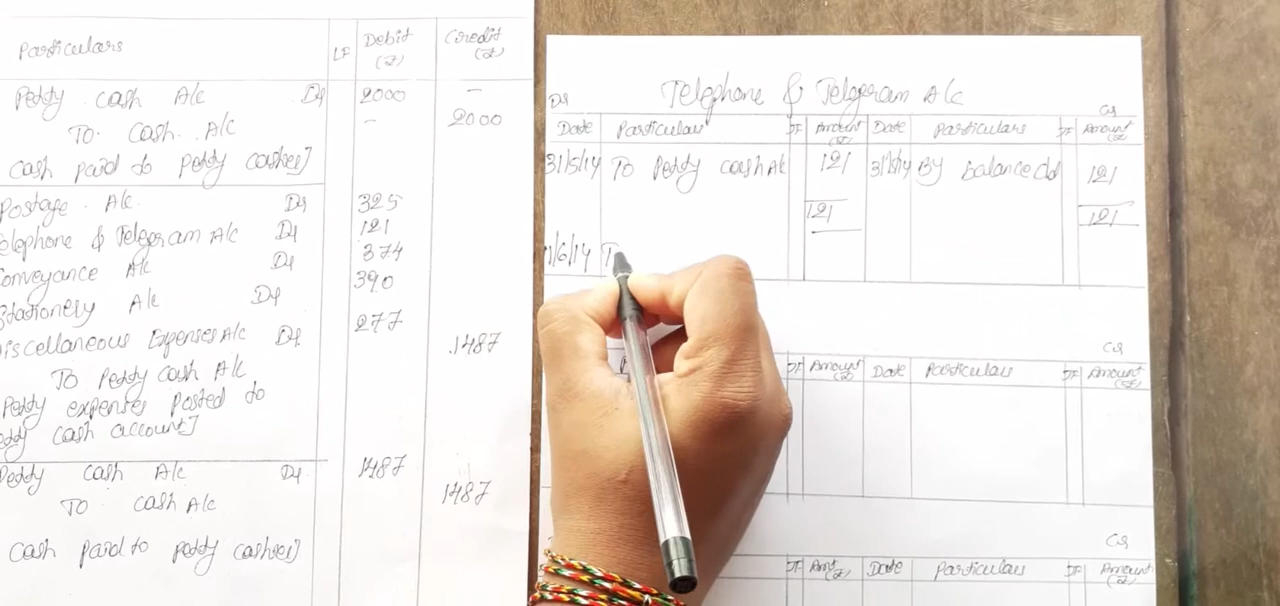 Particulars LF Debit (₹) Credit (₹)
Petty cash A/c Dr 2000 -
To cash A/c - 2000
cash paid to petty cashier]
Postage A/c Dr 325
elephone & Telegram A/c Dr 121
onveyance A/c Dr 374
Stationery A/c Dr 390
iscellaneous Expenses A/c Dr 277
To Petty cash A/c 1487
Petty expenses posted to
etty cash account]
Petty cash A/c Dr 1487
To cash A/c 1487
cash paid to petty cashier]
Telephone & Telegram A/c
Dr Cr
Date Particulars JF Amount (₹) Date Particulars JF Amount (₹)
31/5/14 To Petty cash A/c 121 31/5/14 By balance c/d 121
121 121
1/6/14 T
Cr
JF Amount (₹) Date Particulars JF Amount (₹)
Cr
JF Amt (₹) Date Particulars JF Amount (₹)